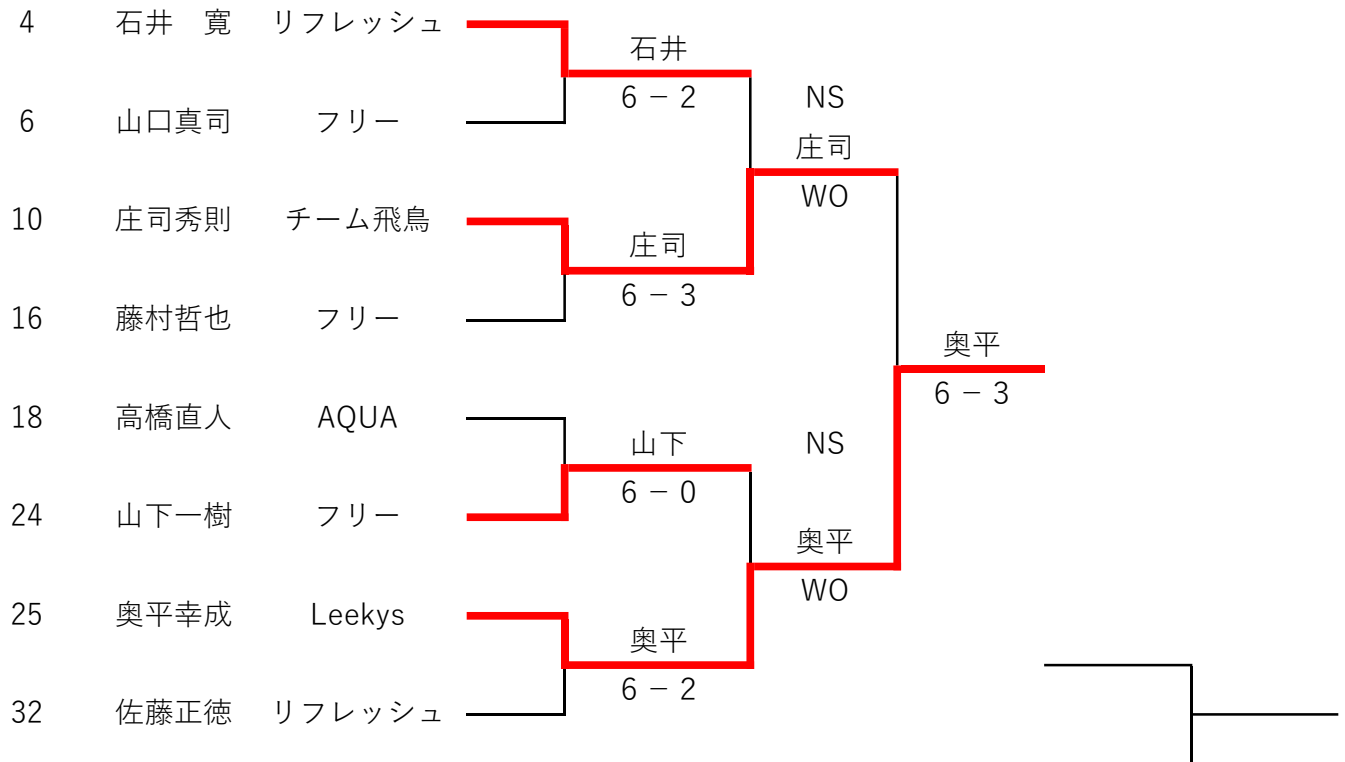 4 石井　寛 リフレッシュ
石井
6 － 2
NS
6 山口真司 フリー
庄司
WO
10 庄司秀則 チーム飛鳥
庄司
6 － 3
16 藤村哲也 フリー
奥平
6 － 3
18 高橋直人 AQUA
山下
NS
6 － 0
24 山下一樹 フリー
奥平
WO
25 奥平幸成 Leekys
奥平
6 － 2
32 佐藤正徳 リフレッシュ